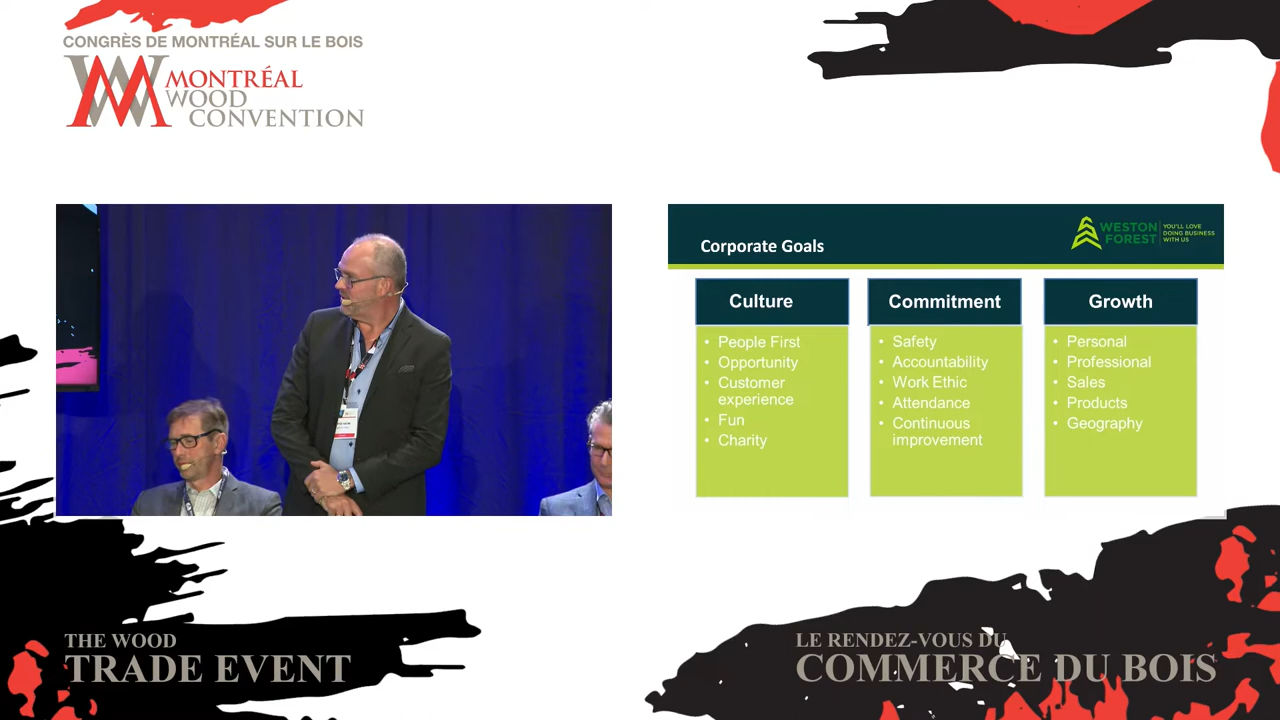 CONGRÈS DE MONTRÉAL SUR LE BOIS
MONTRÉAL
WOOD
CONVENTION
Corporate Goals
WESTON
FOREST
YOU'LL LOVE
DOING BUSINESS
WITH US
Culture
• People First
• Opportunity
• Customer
experience
• Fun
• Charity
Commitment
• Safety
• Accountability
• Work Ethic
• Attendance
• Continuous
improvement
Growth
• Personal
• Professional
• Sales
• Products
• Geography
THE WOOD
TRADE EVENT
LE RENDEZ-VOUS DU
COMMERCE DU BOIS